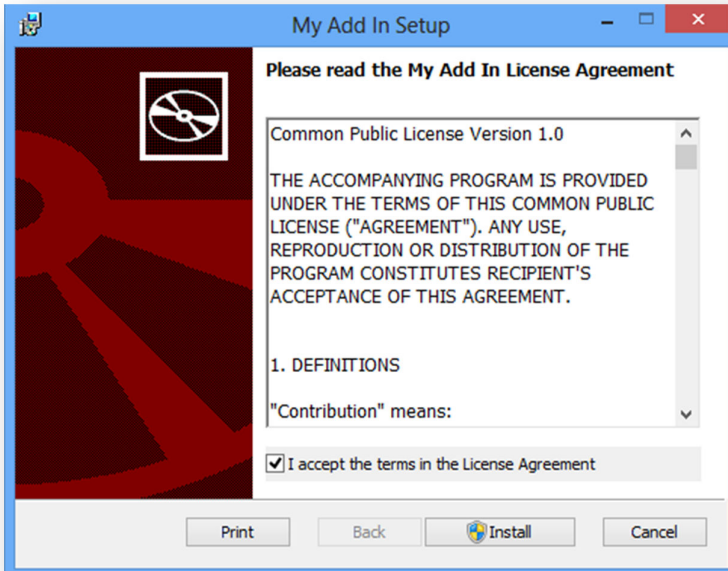 My Add In Setup
Please read the My Add In License Agreement
Common Public License Version 1.0
THE ACCOMPANYING PROGRAM IS PROVIDED
UNDER THE TERMS OF THIS COMMON PUBLIC
LICENSE ("AGREEMENT"). ANY USE,
REPRODUCTION OR DISTRIBUTION OF THE
PROGRAM CONSTITUTES RECIPIENT'S
ACCEPTANCE OF THIS AGREEMENT.
1. DEFINITIONS
"Contribution" means:
I accept the terms in the License Agreement
Print Back Install Cancel